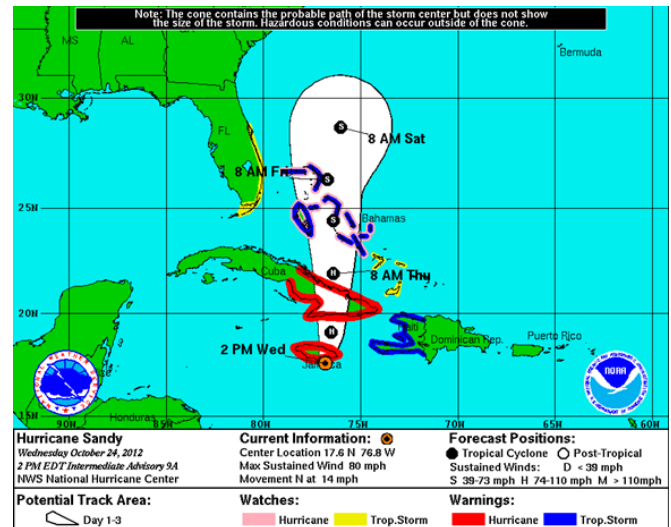 Note: The cone contains the probable path of the storm center but does not show
the size of the storm. Hazardous conditions can occur outside of the cone.
MS
AL
Bermuda
30N
FL
8 AM Sat
8 AM Fri
S
S
25N
S
Bahamas
Cuba
H
8 AM Thu
20N
H
Haiti
Dominican Rep.
Puerto Rico
2 PM Wed
Jamaica
NOAA
15N
Honduras
90W
85W
80W
75W
70W
65W
60W
Hurricane Sandy
Wednesday October 24, 2012
2 PM EDT Intermediate Advisory 9A
NWS National Hurricane Center
Current Information:
Center Location 17.6 N 76.8 W
Max Sustained Wind 80 mph
Movement N at 14 mph
Forecast Positions:
Tropical Cyclone Post-Tropical
Sustained Winds: D < 39 mph
S 39-73 mph H 74-110 mph M > 110mph
Potential Track Area:
Day 1-3
Watches:
Hurricane Trop.Storm
Warnings:
Hurricane Trop.Storm